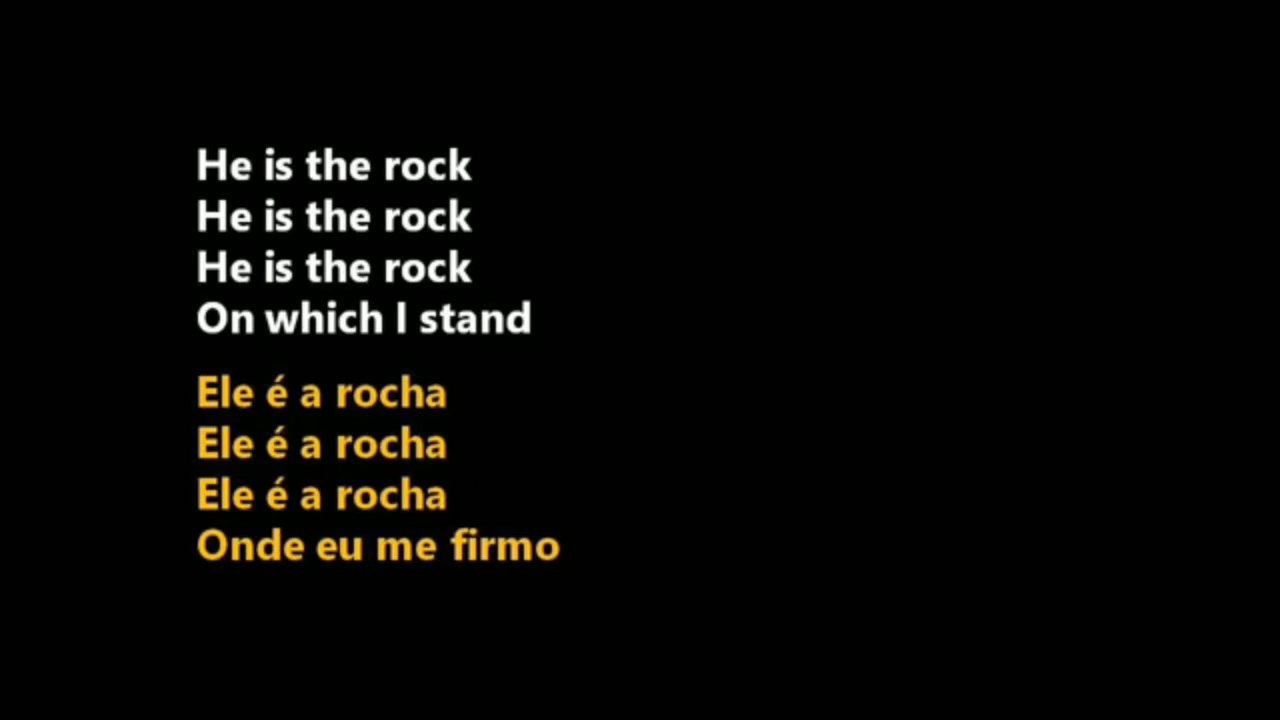 He is the rock
He is the rock
He is the rock
On which I stand
Ele é a rocha
Ele é a rocha
Ele é a rocha
Onde eu me firmo